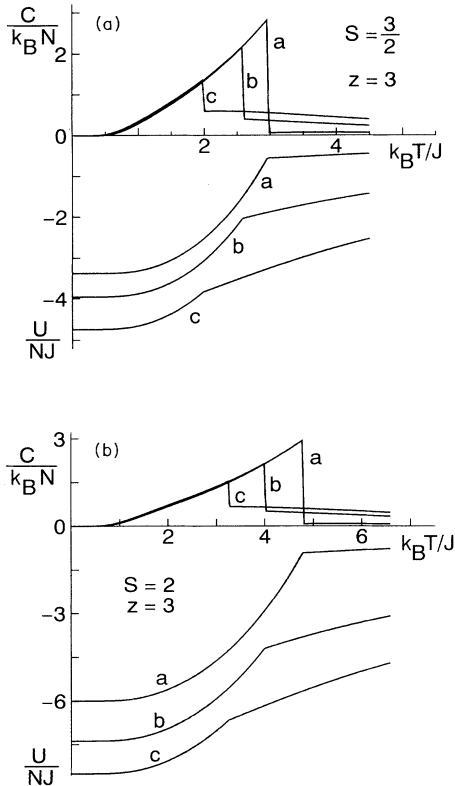 C/k_BN
(a)
S = 3/2
z = 3
2
a
b
c
0
2
4
k_BT/J
a
-2
b
-4
c
U/NJ
C/k_BN
(b)
3
a
b
c
0
2
4
6
k_BT/J
S = 2
z = 3
-3
a
-6
b
c
U/NJ